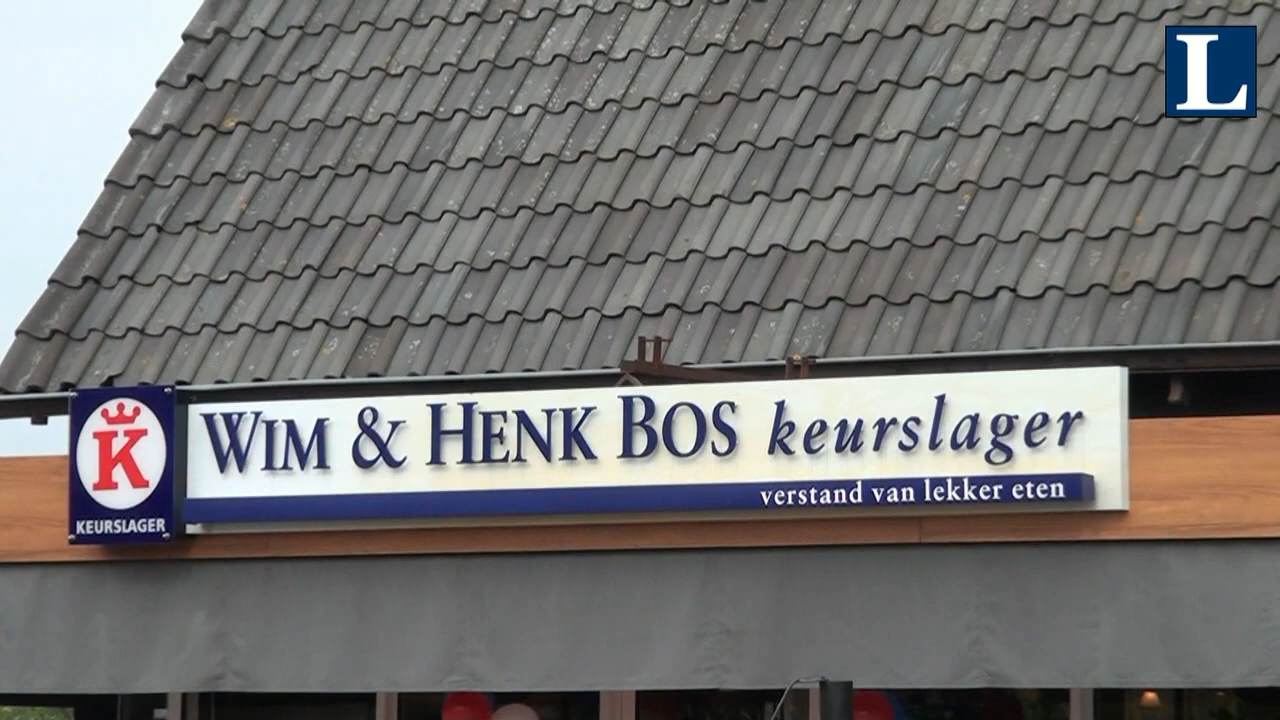 L
WIM & HENK BOS keurslager
verstand van lekker eten
K
KEURSLAGER